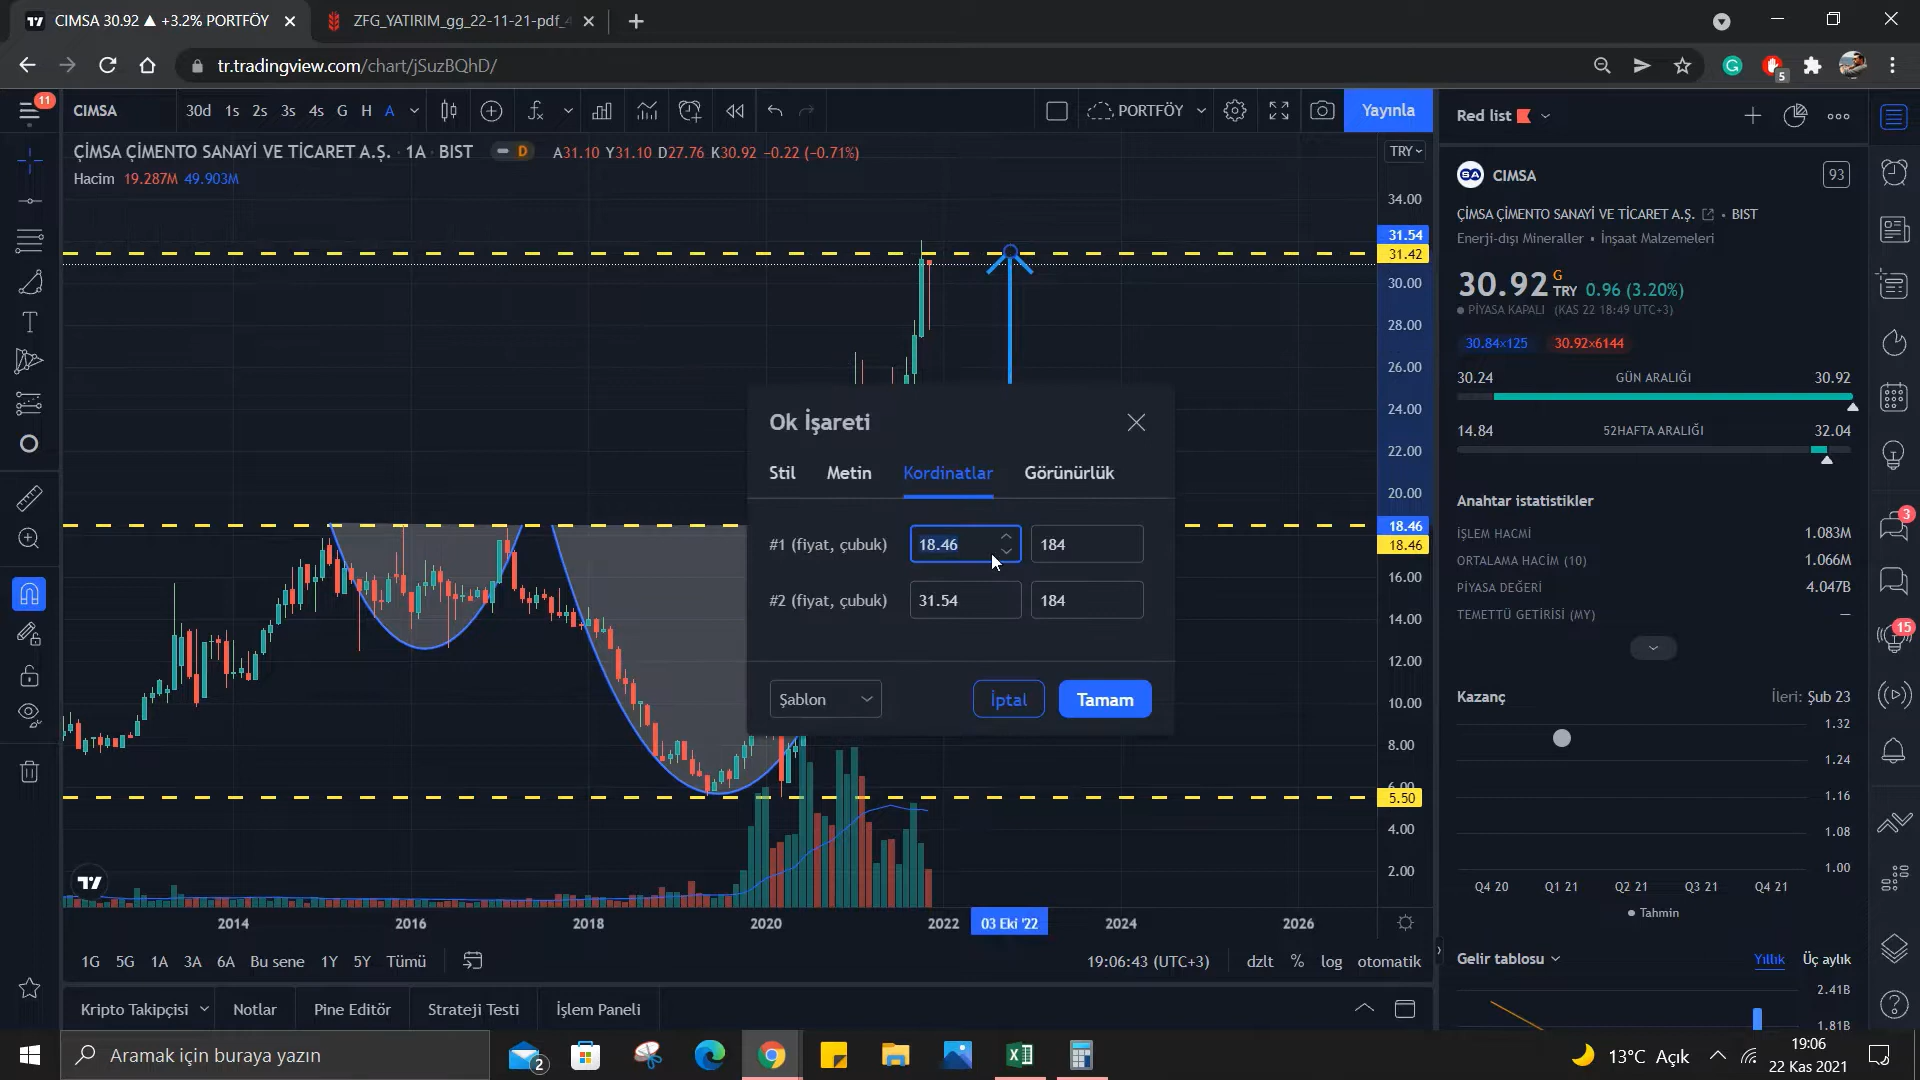 CIMSA 30.92 ▲ +3.2% PORTFÖY
ZFG_YATIRIM_gg_22-11-21-pdf_
tr.tradingview.com/chart/jSuzBQhD/
5
11
CIMSA
30d 1s 2s 3s 4s G H A
PORTFÖY
Yayınla
ÇİMSA ÇİMENTO SANAYİ VE TİCARET A.Ş. · 1A · BIST
D
A31.10 Y31.10 D27.76 K30.92 −0.22 (−0.71%)
Hacim 19.287M 49.903M
TRY
34.00
31.54
31.42
30.00
28.00
26.00
24.00
22.00
20.00
18.46
18.46
16.00
14.00
12.00
10.00
8.00
6.00
5.50
4.00
2.00
Ok İşareti
Stil Metin Kordinatlar Görünürlük
#1 (fiyat, çubuk) 18.46 184
#2 (fiyat, çubuk) 31.54 184
Şablon İptal Tamam
2014 2016 2018 2020 2022 03 Eki '22 2024 2026
1G 5G 1A 3A 6A Bu sene 1Y 5Y Tümü
19:06:43 (UTC+3) dzlt % log otomatik
Kripto Takipçisi Notlar Pine Editör Strateji Testi İşlem Paneli
Red list
CIMSA
93
ÇİMSA ÇİMENTO SANAYİ VE TİCARET A.Ş. • BIST
Enerji-dışı Mineraller • İnşaat Malzemeleri
30.92 G TRY 0.96 (3.20%)
PİYASA KAPALI (KAS 22 18:49 UTC+3)
30.84×125 30.92×6144
30.24 GÜN ARALIĞI 30.92
14.84 52HAFTA ARALIĞI 32.04
Anahtar istatistikler
İŞLEM HACMİ 1.083M
ORTALAMA HACİM (10) 1.066M
PİYASA DEĞERİ 4.047B
TEMETTÜ GETİRİSİ (MY) —
Kazanç İleri: Şub 23
1.32
1.24
1.16
1.08
1.00
Q4 20 Q1 21 Q2 21 Q3 21 Q4 21
Tahmin
Gelir tablosu Yıllık Üç aylık
2.41B
1.81B
3
15
Aramak için buraya yazın
2
13°C Açık
19:06
22 Kas 2021